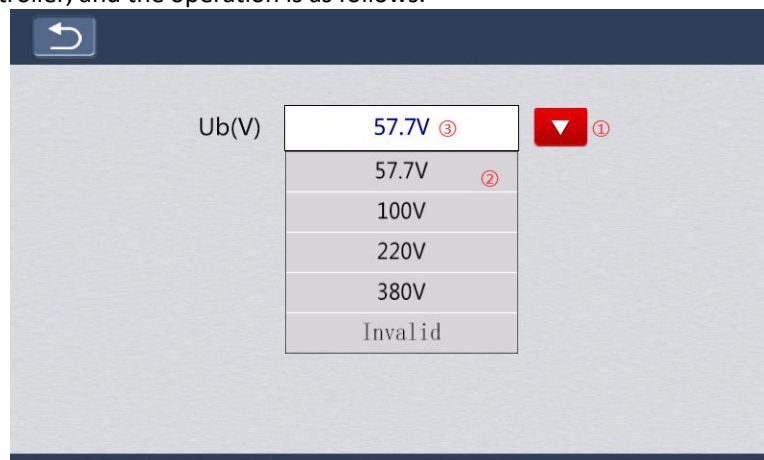 troller, and the operation is as follows:
Ub(V) 57.7V ③ ①
57.7V ②
100V
220V
380V
Invalid